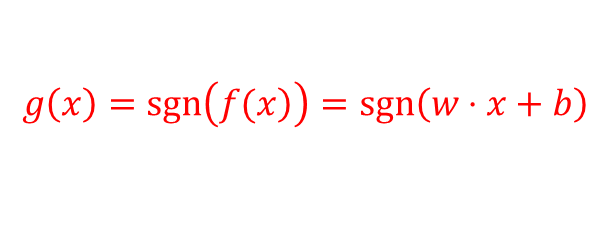 g(x) = sgn(f(x)) = sgn(w · x + b)